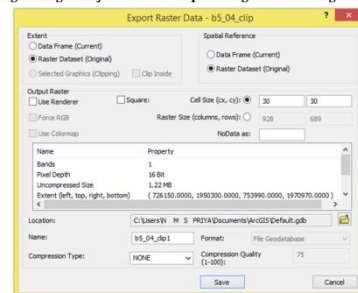 Export Raster Data - b5_04_clip
? ×
Extent
Data Frame (Current)
Raster Dataset (Original)
Selected Graphics (Clipping) Clip Inside
Spatial Reference
Data Frame (Current)
Raster Dataset (Original)
Output Raster
Use Renderer Square: Cell Size (cx, cy): 30 30
Force RGB Raster Size (columns, rows): 928 689
Use Colormap NoData as:
Name Property
Bands 1
Pixel Depth 16 Bit
Uncompressed Size 1.22 MB
Extent (left, top, right, bottom) ( 726150.0000, 1950300.0000, 753990.0000, 1970970.0000 )
Location: C:\Users\N M S PRIYA\Documents\ArcGIS\Default.gdb
Name: b5_04_clip1 Format: File Geodatabase
Compression Type: NONE Compression Quality (1-100): 75
Save Cancel